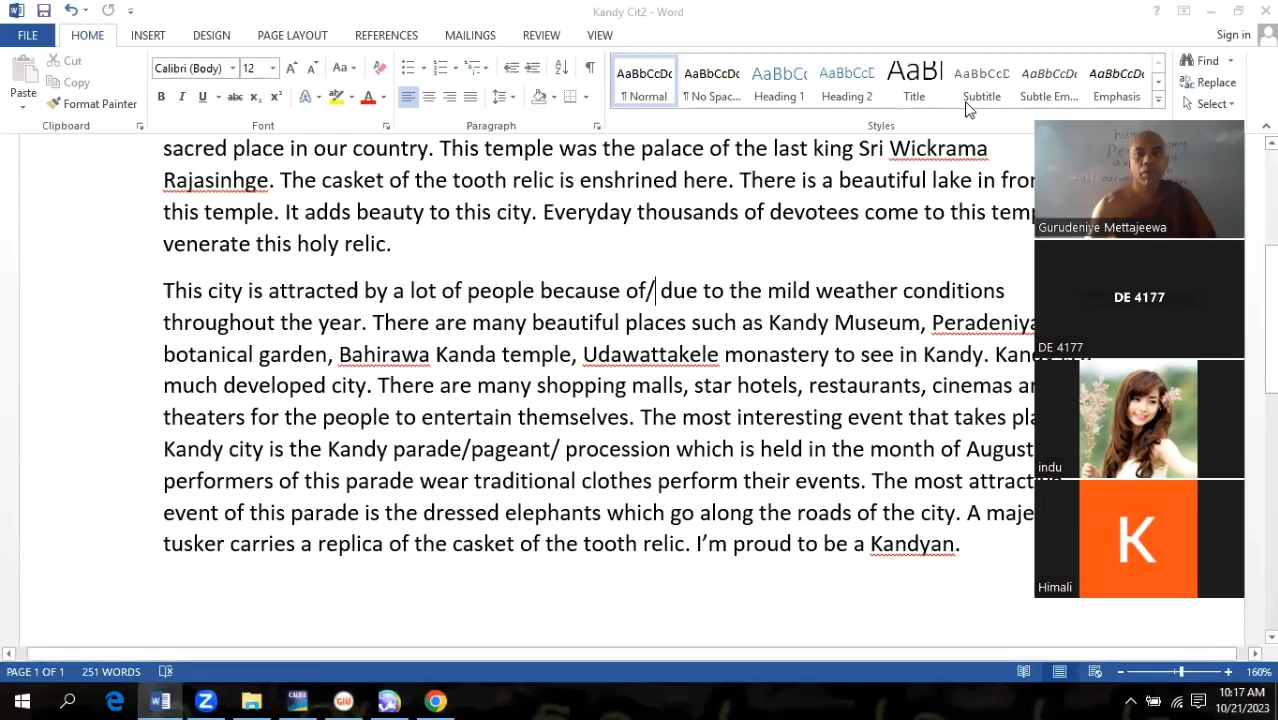 Kandy Cit2 - Word
FILE HOME INSERT DESIGN PAGE LAYOUT REFERENCES MAILINGS REVIEW VIEW Sign in
Cut
Copy
Format Painter
Paste
Clipboard
Calibri (Body) 12
Font
Paragraph
AaBbCcDc AaBbCcDc AaBbCc AaBbCcC AaBl AaBbCcC AaBbCcDc AaBbCcDc
¶ Normal ¶ No Spac... Heading 1 Heading 2 Title Subtitle Subtle Em... Emphasis
Styles
Find
Replace
Select
sacred place in our country. This temple was the palace of the last king Sri Wickrama
Rajasinhge. The casket of the tooth relic is enshrined here. There is a beautiful lake in
this temple. It adds beauty to this city. Everyday thousands of devotees come to this
venerate this holy relic.
This city is attracted by a lot of people because of/ due to the mild weather conditions
throughout the year. There are many beautiful places such as Kandy Museum, Peradeniya
botanical garden, Bahirawa Kanda temple, Udawattakele monastery to see in Kandy.
much developed city. There are many shopping malls, star hotels, restaurants, cinemas
theaters for the people to entertain themselves. The most interesting event that takes
Kandy city is the Kandy parade/pageant/ procession which is held in the month of August
performers of this parade wear traditional clothes perform their events. The most
event of this parade is the dressed elephants which go along the roads of the city. A
tusker carries a replica of the casket of the tooth relic. I'm proud to be a Kandyan.
Gurudeniye Mettajeewa
DE 4177
DE 4177
indu
K
Himali
PAGE 1 OF 1 251 WORDS 160%
10:17 AM
10/21/2023